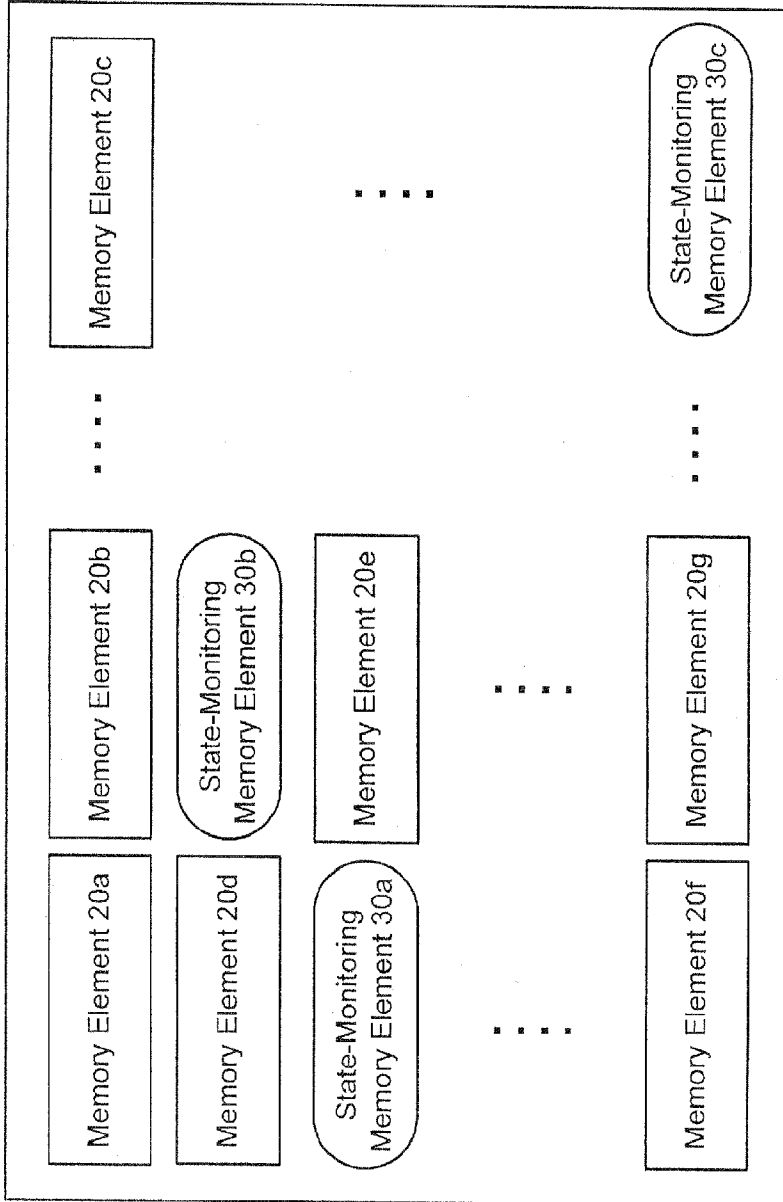 Memory Element 20a
Memory Element 20b
Memory Element 20c
Memory Element 20d
State-Monitoring
Memory Element 30b
State-Monitoring
Memory Element 30a
Memory Element 20e
Memory Element 20f
Memory Element 20g
State-Monitoring
Memory Element 30c